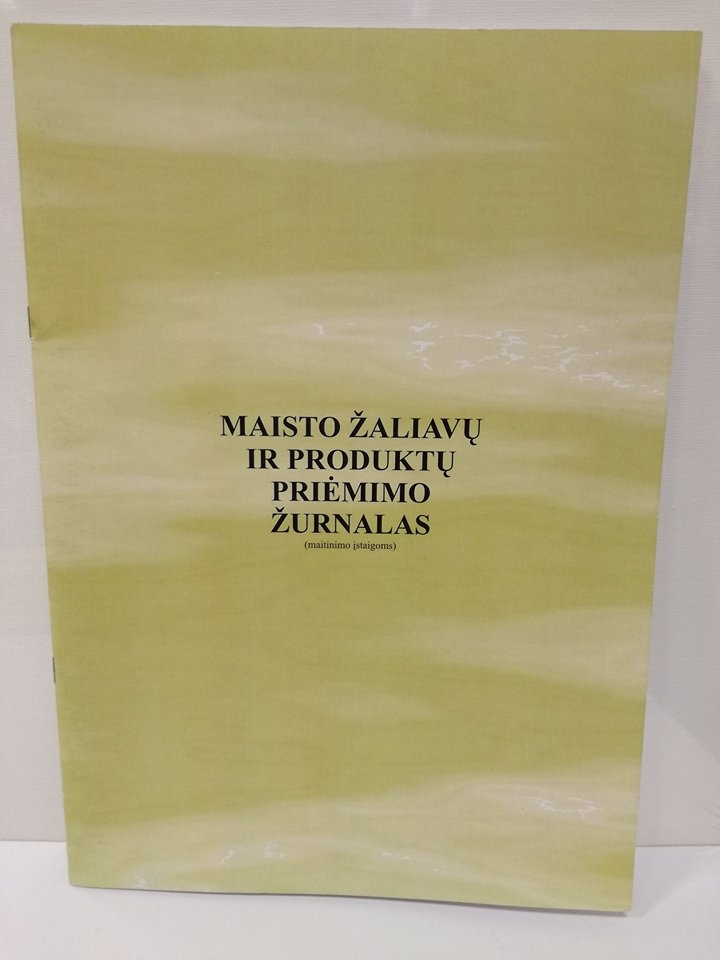 MAISTO ŽALIAVŲ
IR PRODUKTŲ
PRIĖMIMO
ŽURNALAS
(maitinimo įstaigoms)